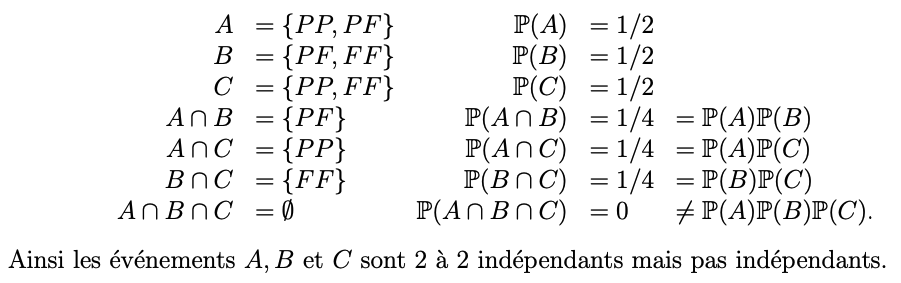 A = {PP, PF} ℙ(A) = 1/2
B = {PF, FF} ℙ(B) = 1/2
C = {PP, FF} ℙ(C) = 1/2
A ∩ B = {PF} ℙ(A ∩ B) = 1/4 = ℙ(A)ℙ(B)
A ∩ C = {PP} ℙ(A ∩ C) = 1/4 = ℙ(A)ℙ(C)
B ∩ C = {FF} ℙ(B ∩ C) = 1/4 = ℙ(B)ℙ(C)
A ∩ B ∩ C = ∅ ℙ(A ∩ B ∩ C) = 0 ≠ ℙ(A)ℙ(B)ℙ(C).
Ainsi les événements A, B et C sont 2 à 2 indépendants mais pas indépendants.